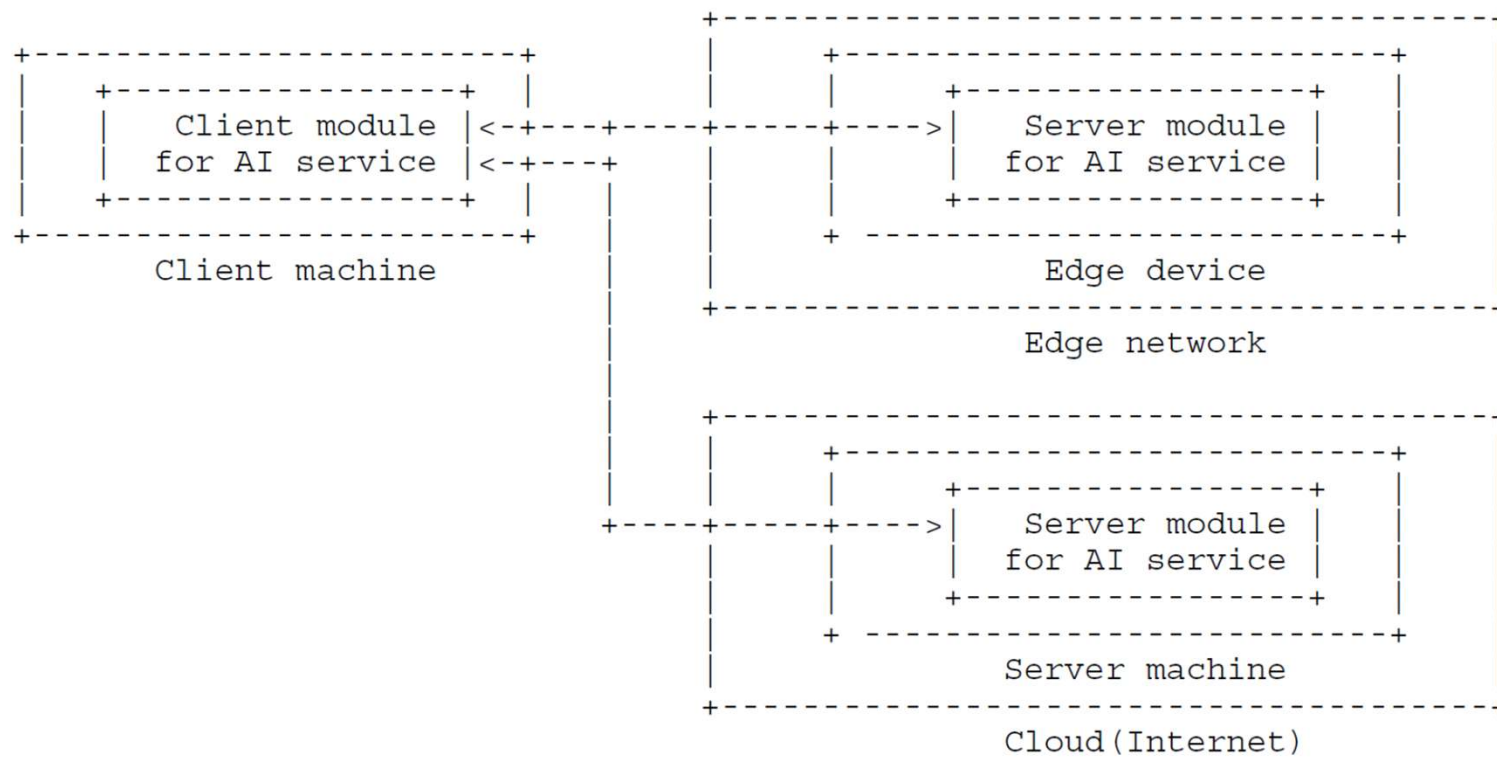 Client module
for AI service
Client machine
Server module
for AI service
Edge device
Edge network
Server module
for AI service
Server machine
Cloud(Internet)